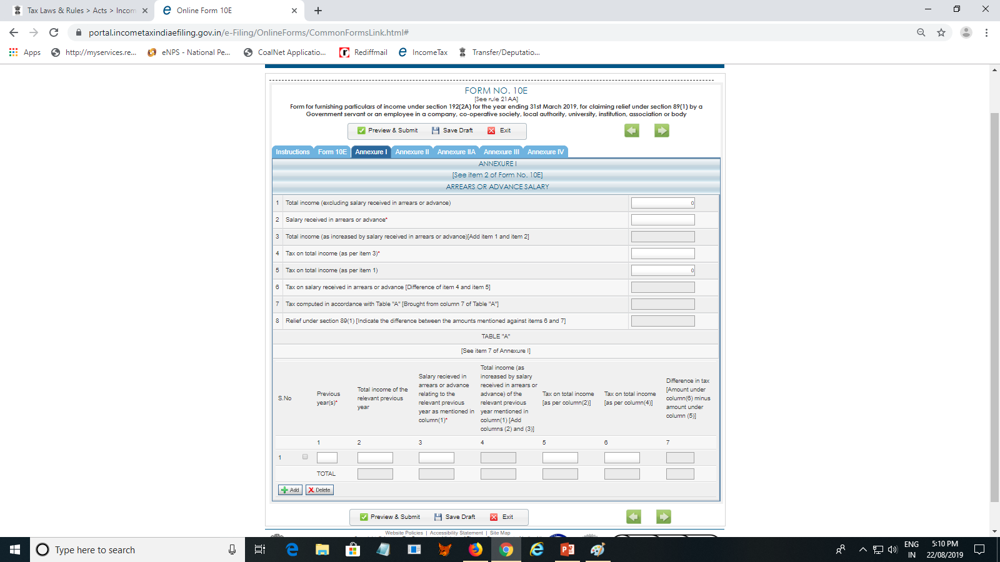 Tax Laws & Rules > Acts > Incom
Online Form 10E
portal.incometaxindiaefiling.gov.in/e-Filing/OnlineForms/CommonFormsLink.html#
Apps http://myservices.re... eNPS - National Pe... CoalNet Applicatio... Rediffmail IncomeTax Transfer/Deputatio...
FORM NO. 10E
[See rule 21AA]
Form for furnishing particulars of income under section 192(2A) for the year ending 31st March 2019, for claiming relief under section 89(1) by a
Government servant or an employee in a company, co-operative society, local authority, university, institution, association or body
Preview & Submit Save Draft Exit
Instructions Form 10E Annexure I Annexure II Annexure IIA Annexure III Annexure IV
ANNEXURE I
[See item 2 of Form No. 10E]
ARREARS OR ADVANCE SALARY
1 Total income (excluding salary received in arrears or advance) 0
2 Salary received in arrears or advance*
3 Total income (as increased by salary received in arrears or advance)[Add item 1 and item 2]
4 Tax on total income (as per item 3)*
5 Tax on total income (as per item 1) 0
6 Tax on salary received in arrears or advance [Difference of item 4 and item 5]
7 Tax computed in accordance with Table "A" [Brought from column 7 of Table "A"]
8 Relief under section 89(1) [Indicate the difference between the amounts mentioned against items 6 and 7]
TABLE "A"
[See item 7 of Annexure I]
S.No
Previous
year(s)*
Total income of the
relevant previous
year
Salary recieved in
arrears or advance
relating to the
relevant previous
year as mentioned in
column(1)*
Total income (as
increased by salary
received in arrears or
advance) of the
relevant previous
year mentioned in
column(1) [Add
columns (2) and (3)]
Tax on total income
[as per column(2)]
Tax on total income
[as per column(4)]
Difference in tax
[Amount under
column(6) minus
amount under
column (5)]
1 2 3 4 5 6 7
1
TOTAL
Add Delete
Preview & Submit Save Draft Exit
Website Policies | Accessibility Statement | Site Map
Type here to search
ENG
IN
5:10 PM
22/08/2019